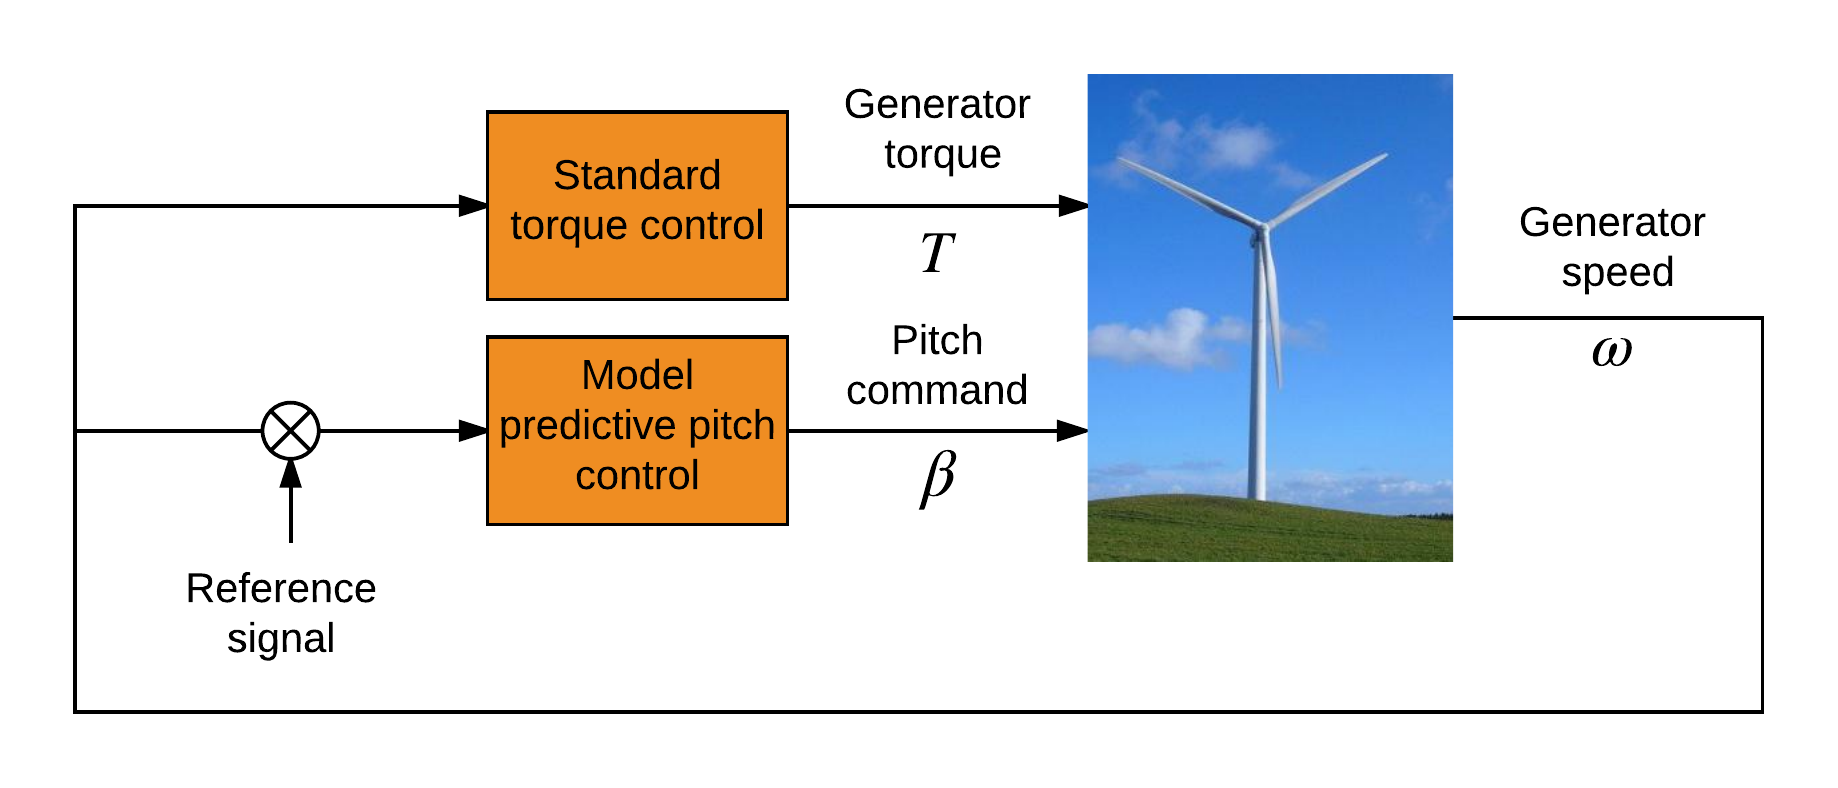 Standard
torque control
Generator
torque
T
Generator
speed
ω
Model
predictive pitch
control
Pitch
command
β
Reference
signal